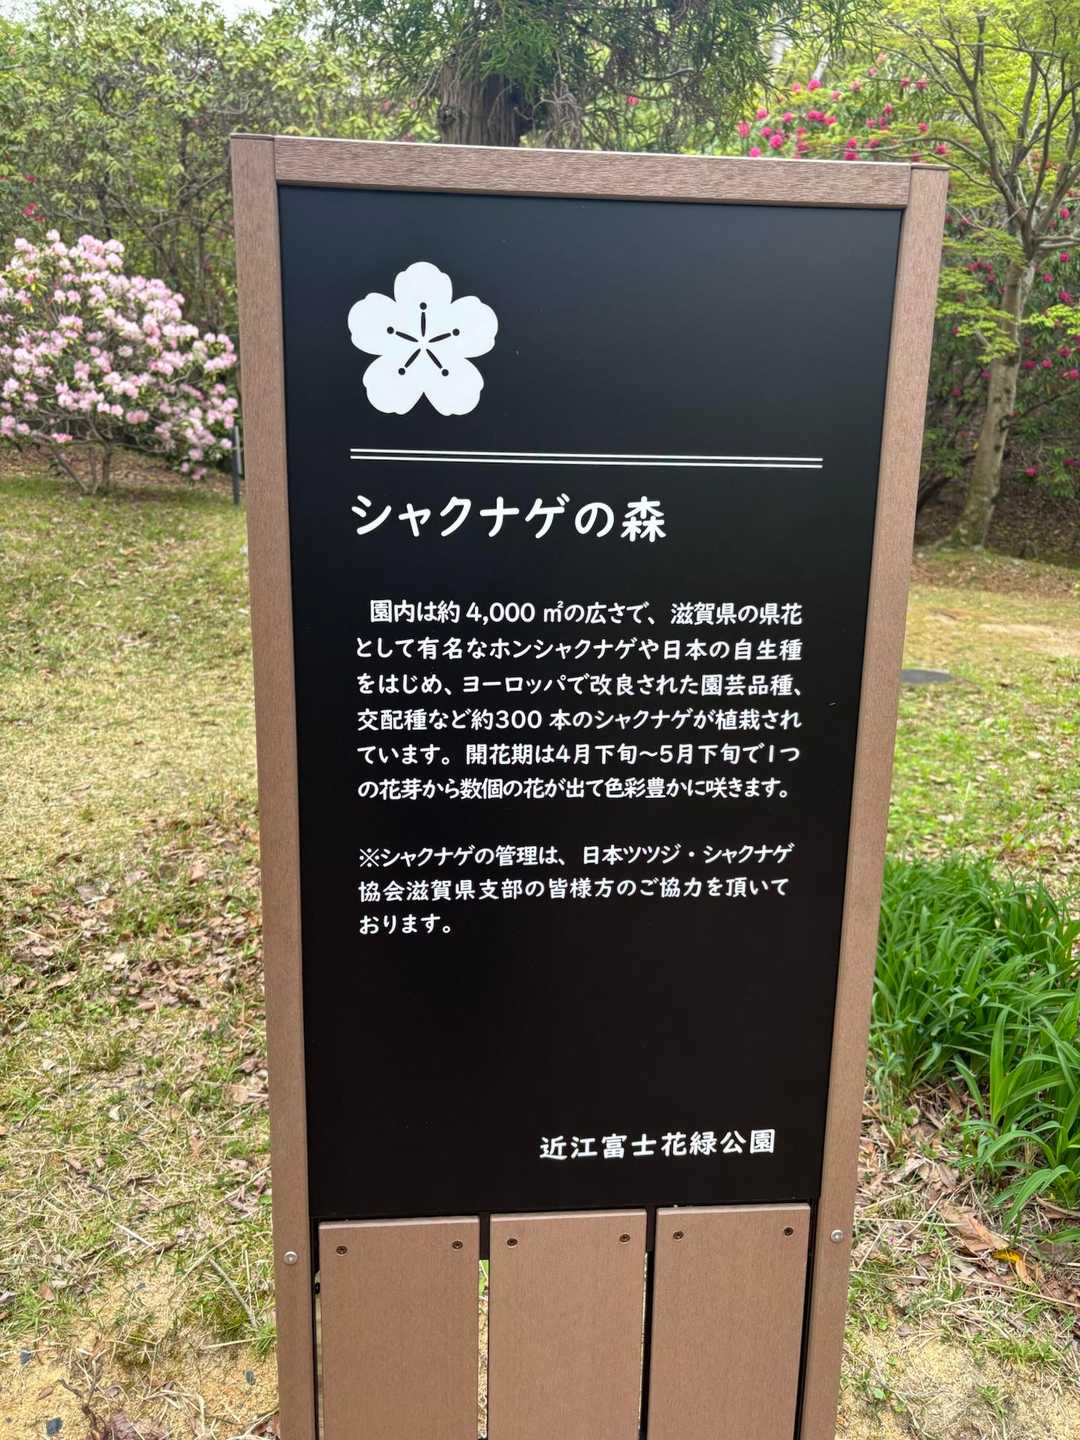 シャクナゲの森
園内は約4,000㎡の広さで、滋賀県の県花
として有名なホンシャクナゲや日本の自生種
をはじめ、ヨーロッパで改良された園芸品種、
交配種など約300本のシャクナゲが植栽され
ています。開花期は4月下旬〜5月下旬で1つ
の花芽から数個の花が出て色彩豊かに咲きます。
※シャクナゲの管理は、日本ツツジ・シャクナゲ
協会滋賀県支部の皆様方のご協力を頂いて
おります。
近江富士花緑公園